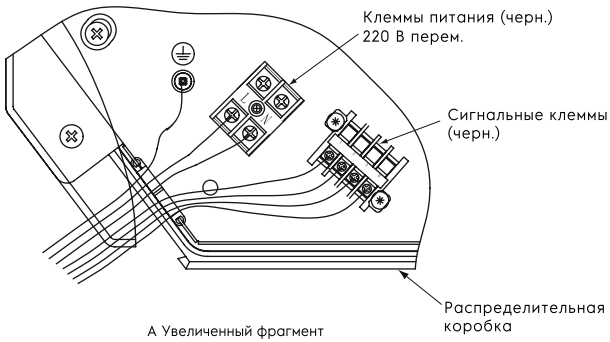 Клеммы питания (черн.)
220 В перем.
L
N
Сигнальные клеммы
(черн.)
Распределительная
коробка
А Увеличенный фрагмент